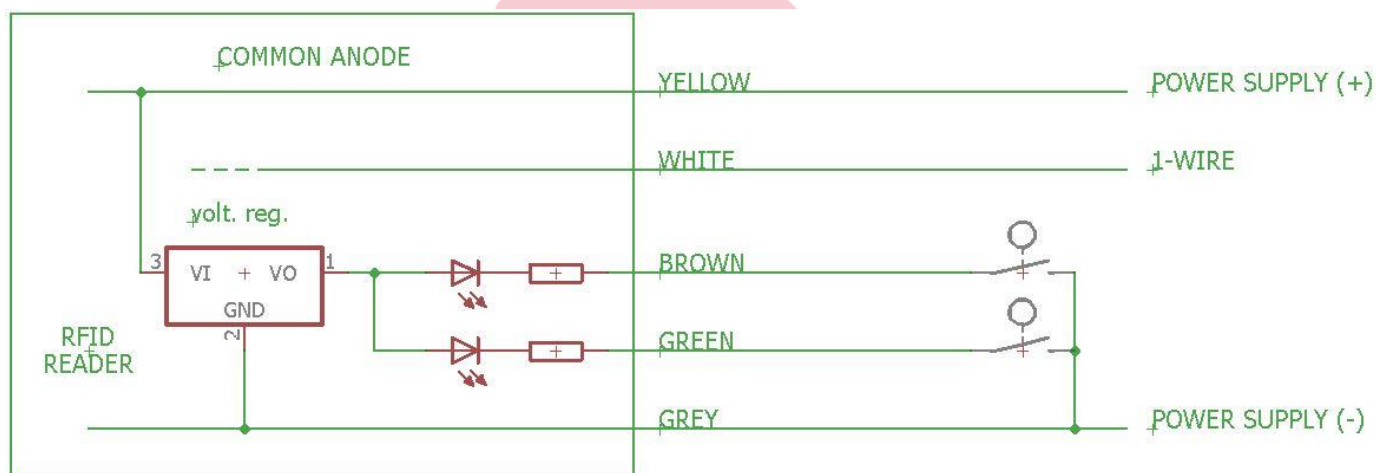 COMMON ANODE
YELLOW
POWER SUPPLY (+)
WHITE
1-WIRE
volt. reg.
3
VI
VO
1
GND
2
BROWN
GREEN
RFID
READER
GREY
POWER SUPPLY (-)